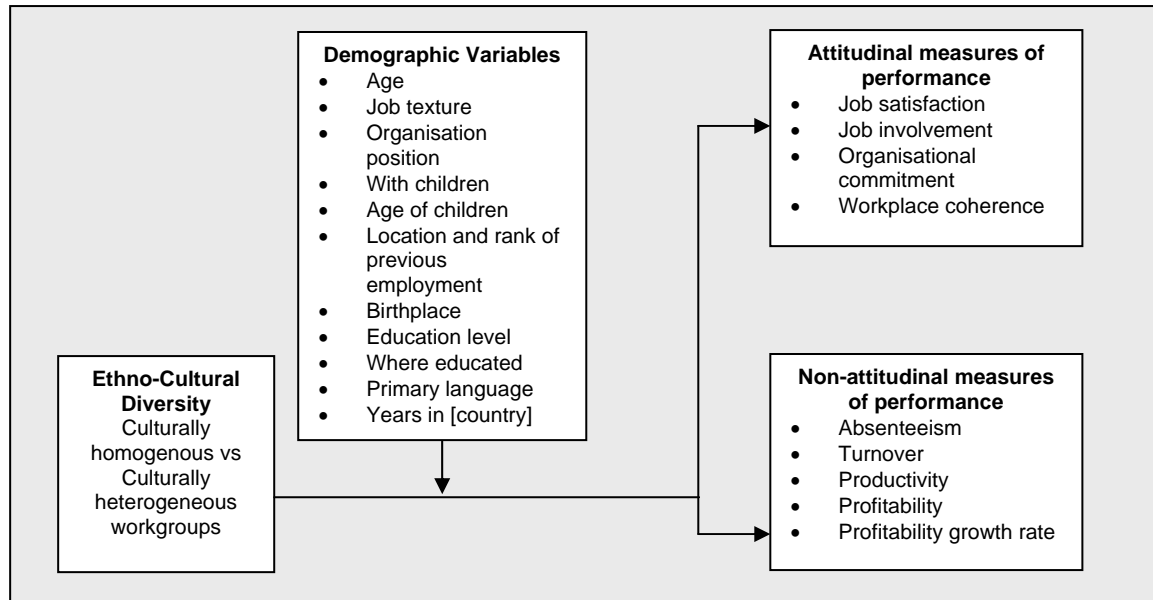 Demographic Variables
• Age
• Job texture
• Organisation
position
• With children
• Age of children
• Location and rank of
previous
employment
• Birthplace
• Education level
• Where educated
• Primary language
• Years in [country]
Attitudinal measures of
performance
• Job satisfaction
• Job involvement
• Organisational
commitment
• Workplace coherence
Ethno-Cultural
Diversity
Culturally
homogenous vs
Culturally
heterogeneous
workgroups
Non-attitudinal measures
of performance
• Absenteeism
• Turnover
• Productivity
• Profitability
• Profitability growth rate